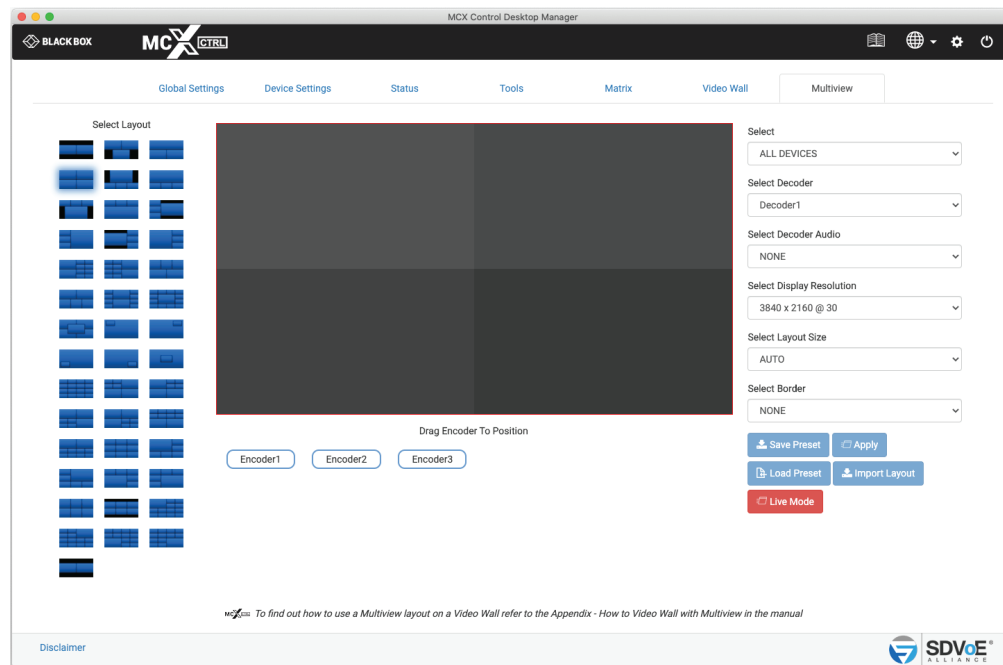 MCX Control Desktop Manager
BLACK BOX
MCX CTRL
Global Settings
Device Settings
Status
Tools
Matrix
Video Wall
Multiview
Select Layout
Select
ALL DEVICES
Select Decoder
Decoder1
Select Decoder Audio
NONE
Select Display Resolution
3840 x 2160 @ 30
Select Layout Size
AUTO
Select Border
NONE
Drag Encoder To Position
Encoder1
Encoder2
Encoder3
Save Preset
Apply
Load Preset
Import Layout
Live Mode
MCX CTRL To find out how to use a Multiview layout on a Video Wall refer to the Appendix - How to Video Wall with Multiview in the manual
Disclaimer
SDVoE
ALLIANCE